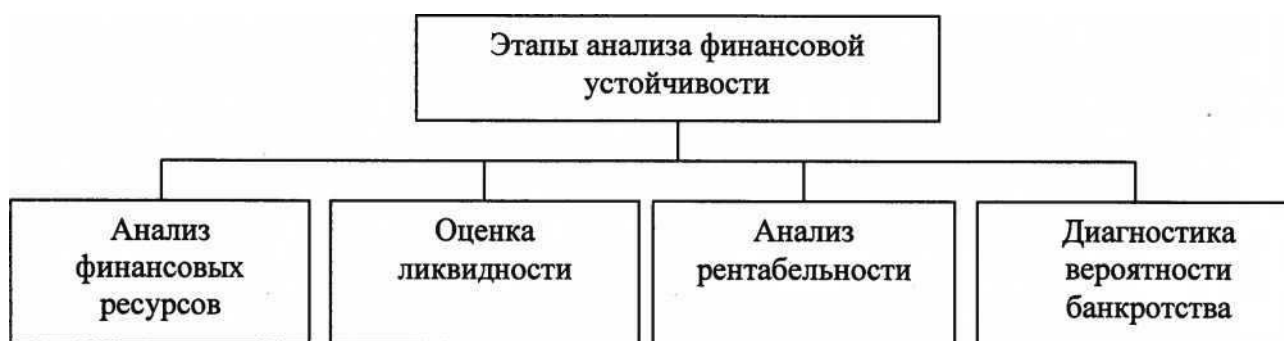 Этапы анализа финансовой
устойчивости
Анализ
финансовых
ресурсов
Оценка
ликвидности
Анализ
рентабельности
Диагностика
вероятности
банкротства